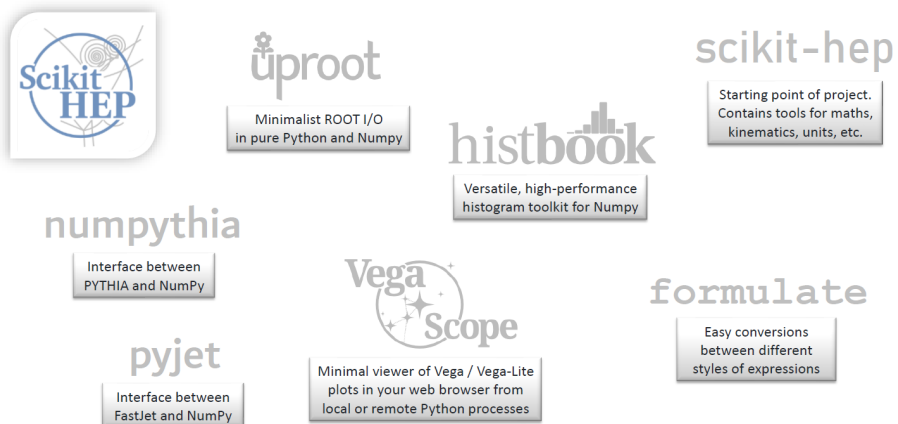 Scikit
HEP
uproot
Minimalist ROOT I/O
in pure Python and Numpy
scikit-hep
Starting point of project.
Contains tools for maths,
kinematics, units, etc.
histbook
Versatile, high-performance
histogram toolkit for Numpy
numpythia
Interface between
PYTHIA and NumPy
Vega
Scope
Minimal viewer of Vega / Vega-Lite
plots in your web browser from
local or remote Python processes
formulate
Easy conversions
between different
styles of expressions
pyjet
Interface between
FastJet and NumPy